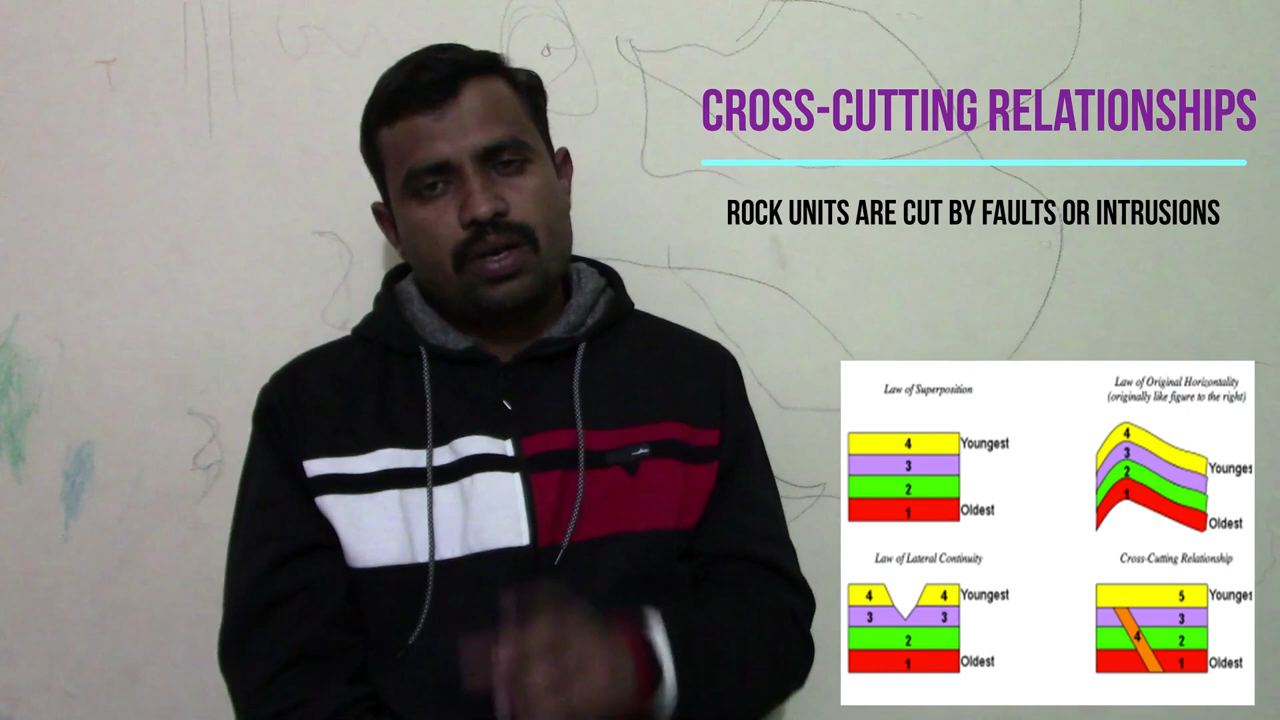 CROSS-CUTTING RELATIONSHIPS
ROCK UNITS ARE CUT BY FAULTS OR INTRUSIONS
Law of Superposition
4 Youngest
3
2
1 Oldest
Law of Original Horizontality
(originally like figure to the right)
4
3 Younges
2
1 Oldest
Law of Lateral Continuity
4 4 Youngest
3 3
2
1 Oldest
Cross-Cutting Relationship
5 Younges
3
4 2
1 Oldest